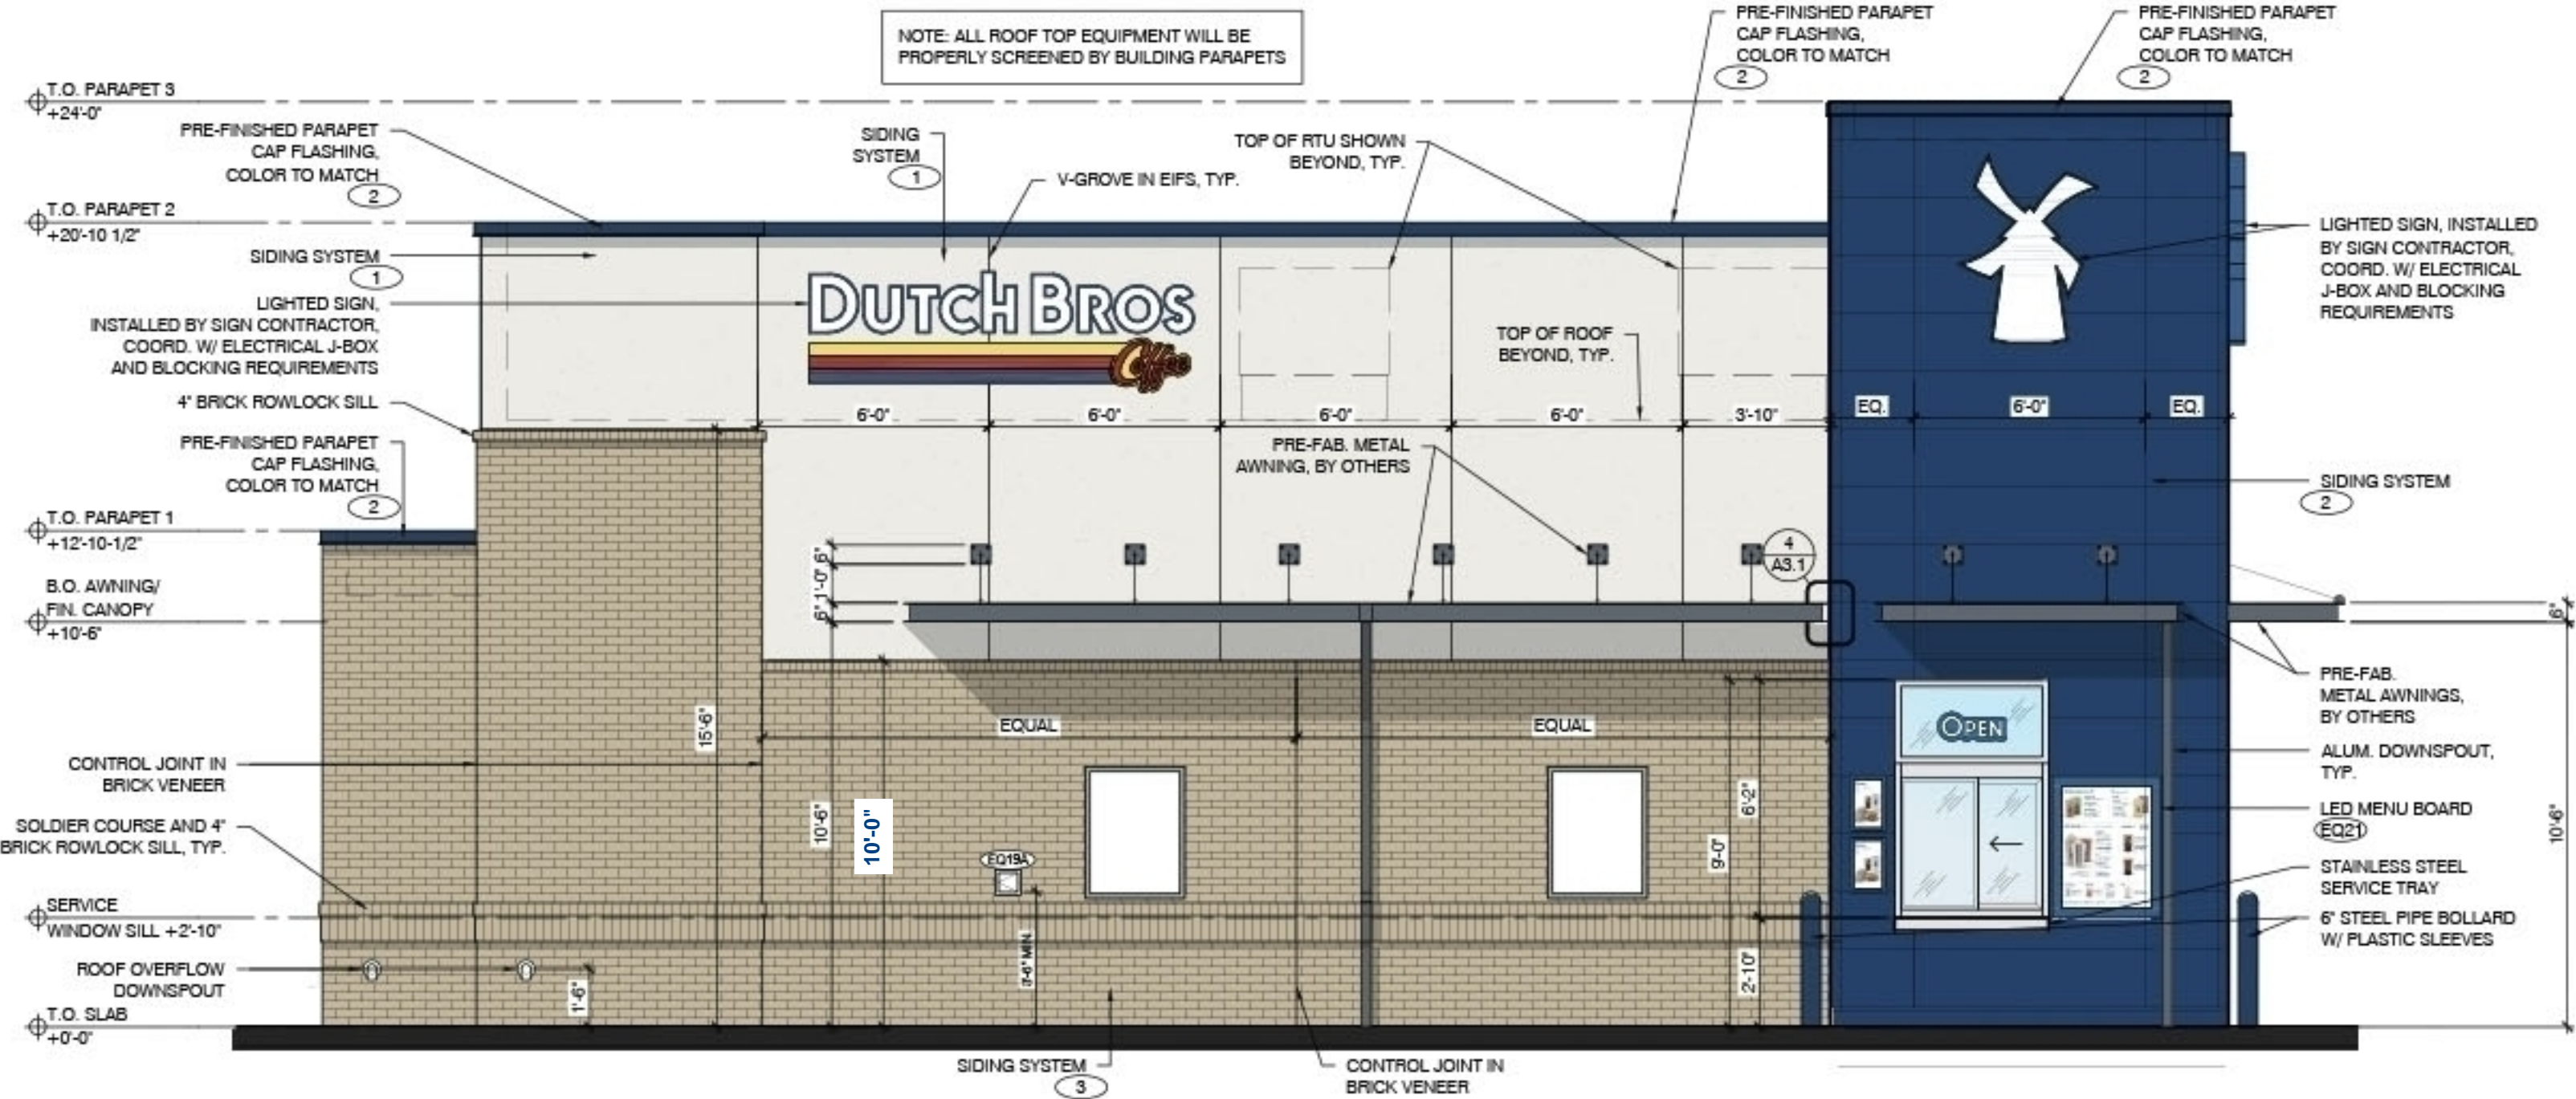 NOTE: ALL ROOF TOP EQUIPMENT WILL BE
PROPERLY SCREENED BY BUILDING PARAPETS
PRE-FINISHED PARAPET
CAP FLASHING,
COLOR TO MATCH
2
PRE-FINISHED PARAPET
CAP FLASHING,
COLOR TO MATCH
2
T.O. PARAPET 3
+24'-0"
PRE-FINISHED PARAPET
CAP FLASHING,
COLOR TO MATCH
2
SIDING
SYSTEM
1
V-GROVE IN EIFS, TYP.
TOP OF RTU SHOWN
BEYOND, TYP.
T.O. PARAPET 2
+20'-10 1/2"
SIDING SYSTEM
1
LIGHTED SIGN,
INSTALLED BY SIGN CONTRACTOR,
COORD. W/ ELECTRICAL J-BOX
AND BLOCKING REQUIREMENTS
DUTCH BROS
Coffee
TOP OF ROOF
BEYOND, TYP.
LIGHTED SIGN, INSTALLED
BY SIGN CONTRACTOR,
COORD. W/ ELECTRICAL
J-BOX AND BLOCKING
REQUIREMENTS
4" BRICK ROWLOCK SILL
6'-0"
6'-0"
6'-0"
6'-0"
3'-10"
EQ.
6'-0"
EQ.
PRE-FINISHED PARAPET
CAP FLASHING,
COLOR TO MATCH
2
PRE-FAB. METAL
AWNING, BY OTHERS
SIDING SYSTEM
2
T.O. PARAPET 1
+12'-10-1/2"
6"
1'-0"
6"
4
A3.1
B.O. AWNING/
FIN. CANOPY
+10'-6"
6"
PRE-FAB.
METAL AWNINGS,
BY OTHERS
15'-6"
EQUAL
EQUAL
OPEN
ALUM. DOWNSPOUT,
TYP.
CONTROL JOINT IN
BRICK VENEER
10'-6"
10'-0"
6'-2"
9'-0"
LED MENU BOARD
EQ21
10'-6"
SOLDIER COURSE AND 4"
BRICK ROWLOCK SILL, TYP.
EQ19A
STAINLESS STEEL
SERVICE TRAY
SERVICE
WINDOW SILL +2'-10"
6" STEEL PIPE BOLLARD
W/ PLASTIC SLEEVES
ROOF OVERFLOW
DOWNSPOUT
1'-6"
2'-10"
T.O. SLAB
+0'-0"
SIDING SYSTEM
3
CONTROL JOINT IN
BRICK VENEER